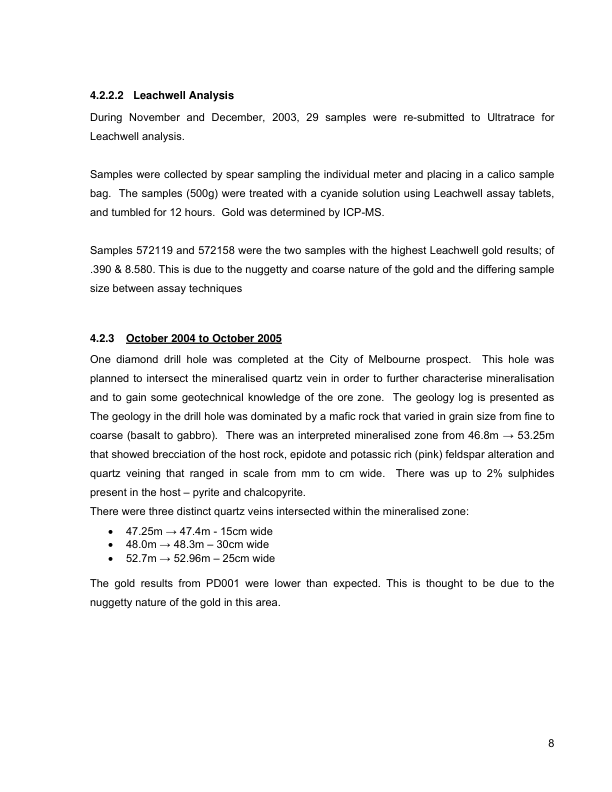 4.2.2.2 Leachwell Analysis
During November and December, 2003, 29 samples were re-submitted to Ultratrace for
Leachwell analysis.
Samples were collected by spear sampling the individual meter and placing in a calico sample
bag. The samples (500g) were treated with a cyanide solution using Leachwell assay tablets,
and tumbled for 12 hours. Gold was determined by ICP-MS.
Samples 572119 and 572158 were the two samples with the highest Leachwell gold results; of
.390 & 8.580. This is due to the nuggetty and coarse nature of the gold and the differing sample
size between assay techniques
4.2.3 October 2004 to October 2005
One diamond drill hole was completed at the City of Melbourne prospect. This hole was
planned to intersect the mineralised quartz vein in order to further characterise mineralisation
and to gain some geotechnical knowledge of the ore zone. The geology log is presented as
The geology in the drill hole was dominated by a mafic rock that varied in grain size from fine to
coarse (basalt to gabbro). There was an interpreted mineralised zone from 46.8m → 53.25m
that showed brecciation of the host rock, epidote and potassic rich (pink) feldspar alteration and
quartz veining that ranged in scale from mm to cm wide. There was up to 2% sulphides
present in the host – pyrite and chalcopyrite.
There were three distinct quartz veins intersected within the mineralised zone:
• 47.25m → 47.4m - 15cm wide
• 48.0m → 48.3m – 30cm wide
• 52.7m → 52.96m – 25cm wide
The gold results from PD001 were lower than expected. This is thought to be due to the
nuggetty nature of the gold in this area.
8